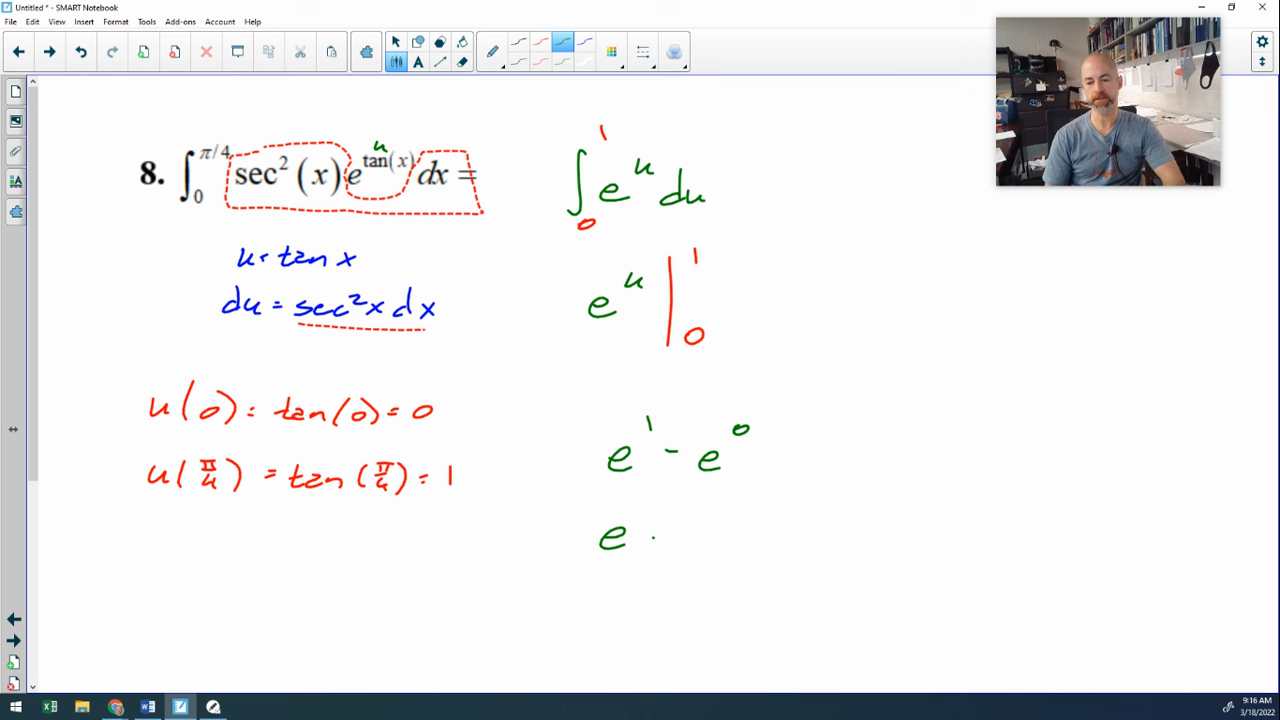 Untitled * - SMART Notebook
File Edit View Insert Format Tools Add-ons Account Help
8. ∫₀^{π/4} sec² (x) e^{tan(x)} dx =
u
u = tan x
du = sec²x dx
u(0) = tan(0) = 0
u(π/4) = tan(π/4) = 1
∫₀¹ e^u du
e^u |₀¹
e¹ - e⁰
e ·
9:16 AM
3/18/2022